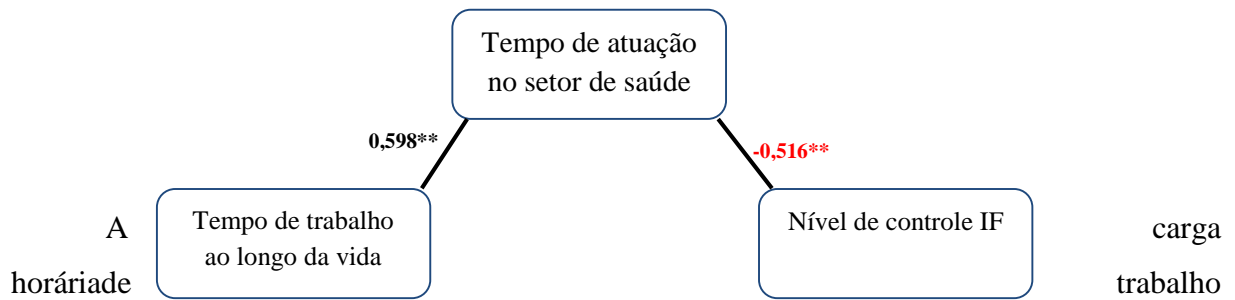 Tempo de atuação
no setor de saúde
0,598**
-0,516**
A
Tempo de trabalho
ao longo da vida
Nível de controle IF
carga
horáriade
trabalho